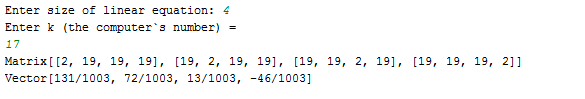 Enter size of linear equation: 4
Enter k (the computer`s number) =
17
Matrix[[2, 19, 19, 19], [19, 2, 19, 19], [19, 19, 2, 19], [19, 19, 19, 2]]
Vector[131/1003, 72/1003, 13/1003, -46/1003]